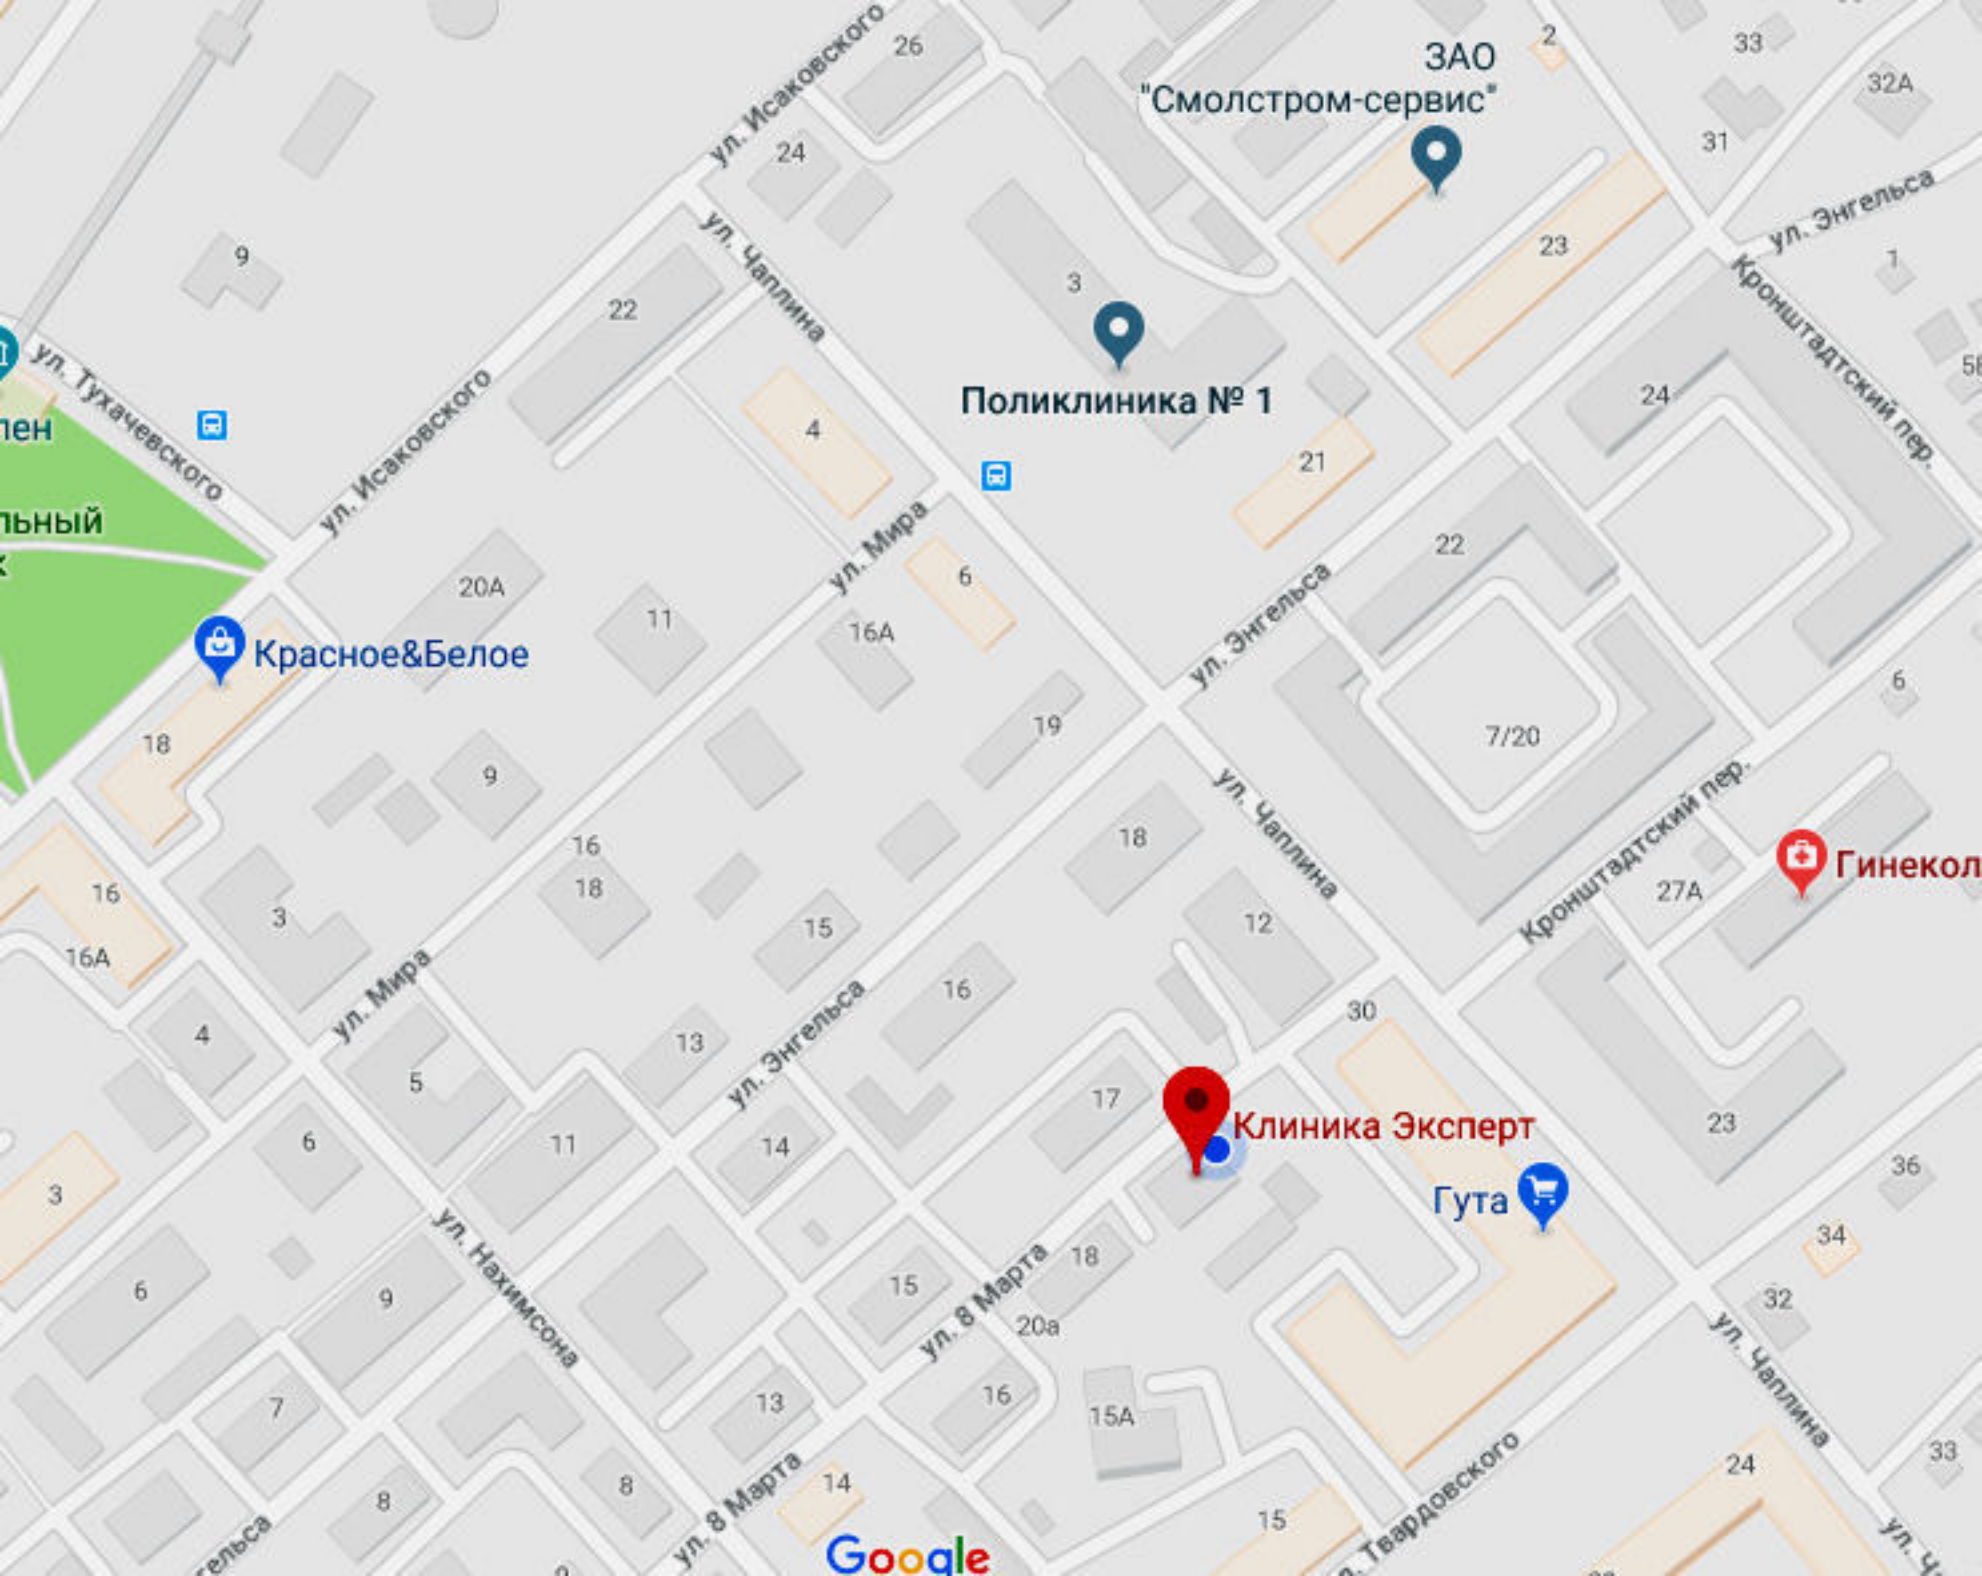 26
ул. Исаковского
2
33
ЗАО
"Смолстром-сервис"
32А
31
24
ул. Энгельса
ул. Чаплина
23
9
1
3
22
Кронштадтский пер.
ул. Тухачевского
Поликлиника № 1
24
лен
4
ул. Исаковского
21
льный
ул. Мира
22
к
20А
6
ул. Энгельса
11
16А
Красное&Белое
6
18
19
7/20
9
ул. Чаплина
Кронштадтский пер.
18
16
Гинекол
18
16
27А
3
15
12
16А
ул. Мира
16
30
4
ул. Энгельса
13
5
17
Клиника Эксперт
23
6
11
14
36
3
Гута
ул. Нахимсона
34
18
6
15
ул. 8 Марта
9
32
20а
ул. Чаплина
16
7
13
15А
33
24
8
8
14
ул. 8 Марта
15
ул. Твардовского
гельса
Google